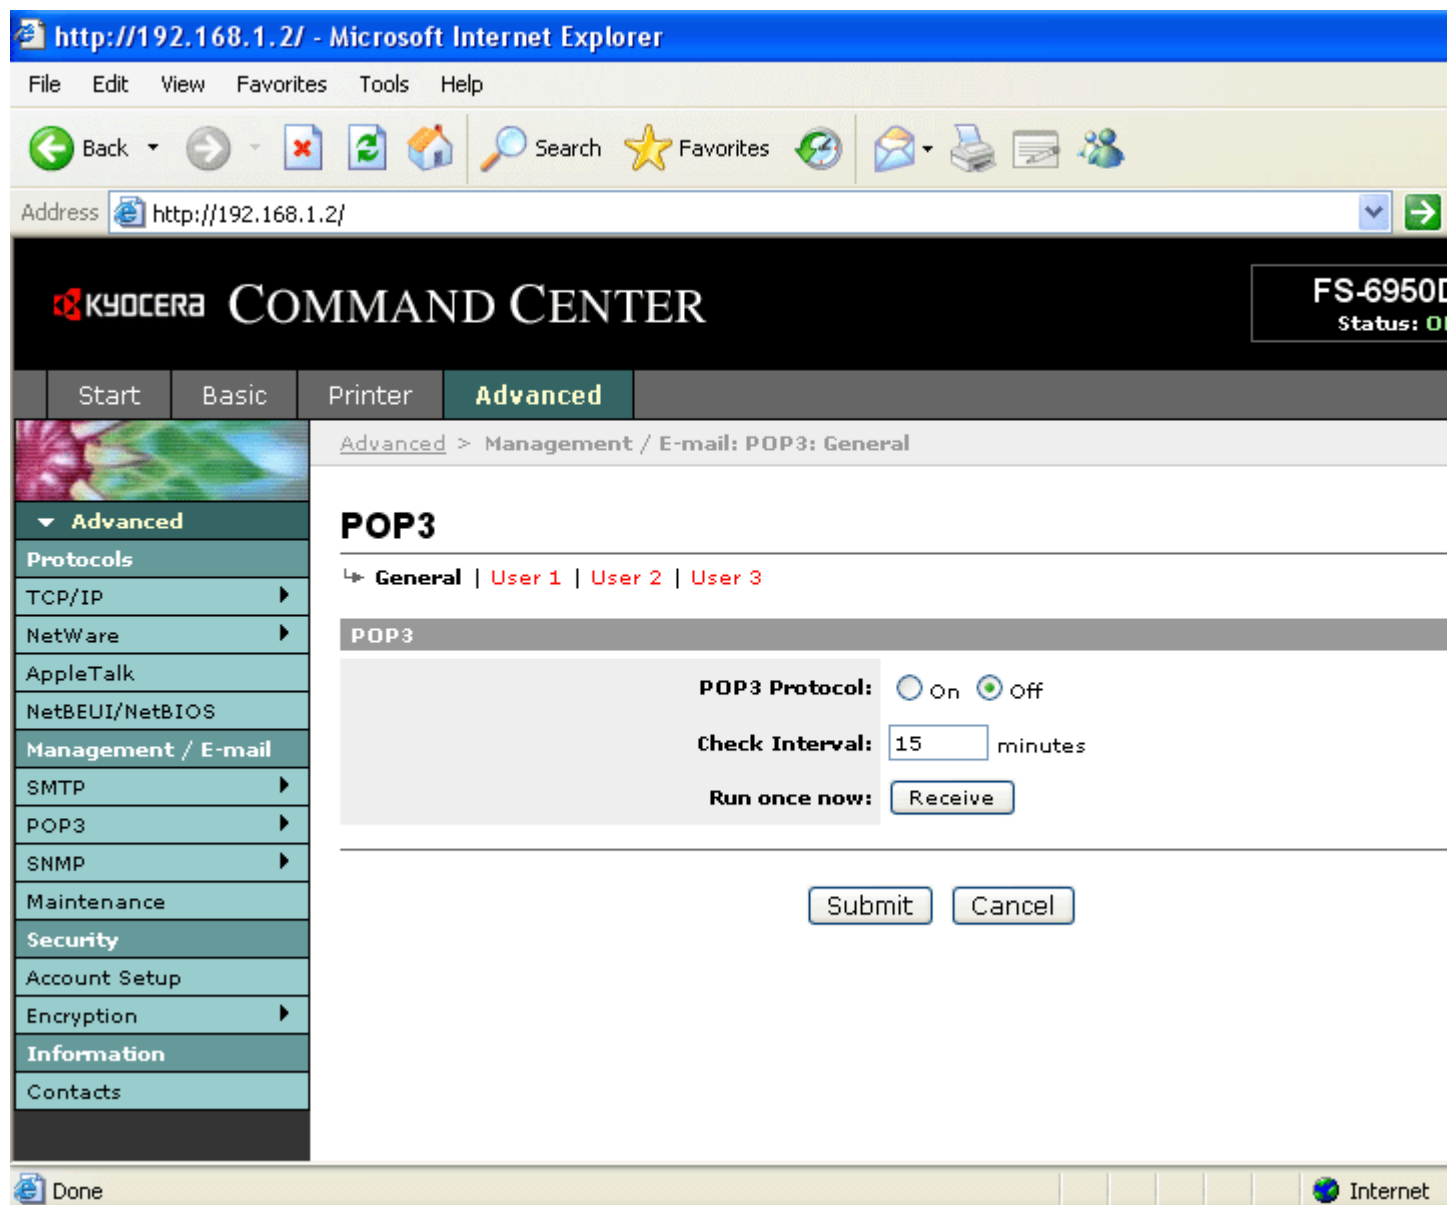 http://192.168.1.2/ - Microsoft Internet Explorer
File Edit View Favorites Tools Help
Back Search Favorites
Address http://192.168.1.2/
KYOCERA COMMAND CENTER
FS-6950D
Status:
Start Basic Printer Advanced
Advanced > Management / E-mail: POP3: General
Advanced
Protocols
TCP/IP
NetWare
AppleTalk
NetBEUI/NetBIOS
Management / E-mail
SMTP
POP3
SNMP
Maintenance
Security
Account Setup
Encryption
Information
Contacts
POP3
General | User 1 | User 2 | User 3
POP3
POP3 Protocol: On Off
Check Interval: 15 minutes
Run once now: Receive
Submit Cancel
Done Internet